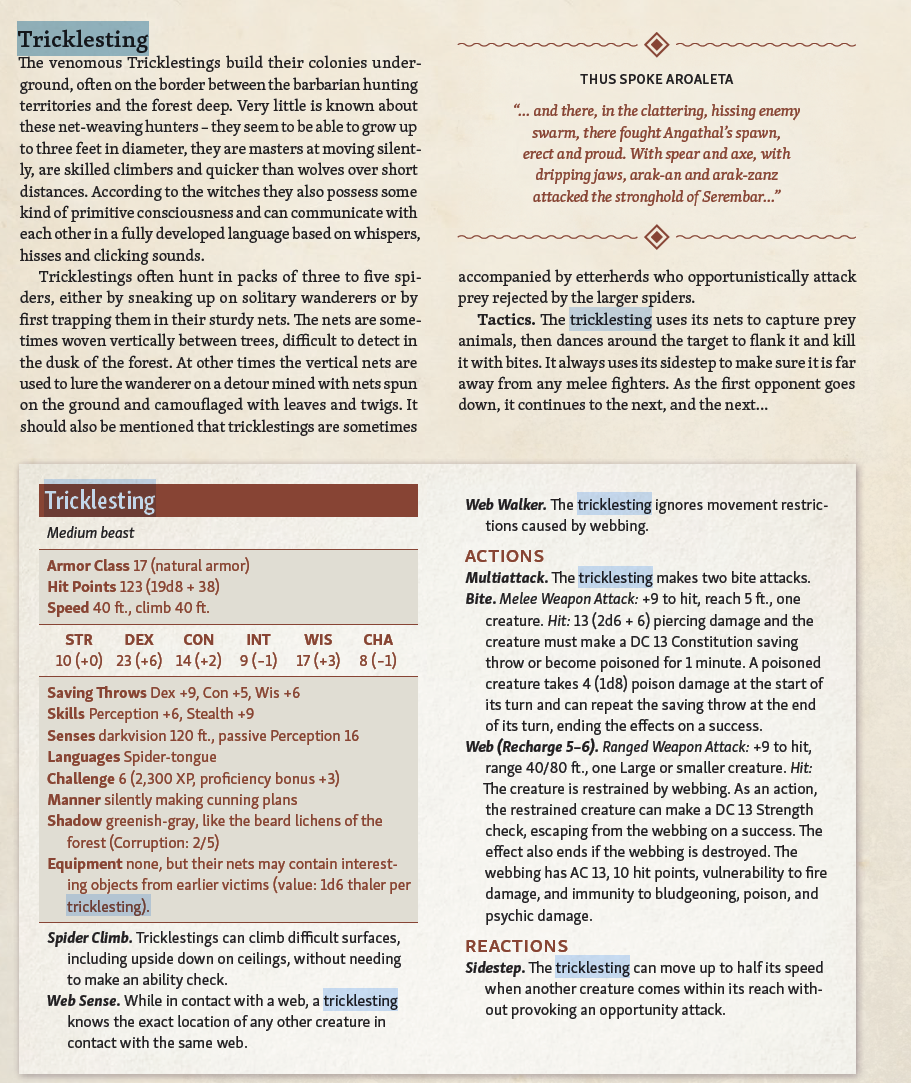 Tricklesting
The venomous Tricklestings build their colonies under-
ground, often on the border between the barbarian hunting
territories and the forest deep. Very little is known about
these net-weaving hunters – they seem to be able to grow up
to three feet in diameter, they are masters at moving silent-
ly, are skilled climbers and quicker than wolves over short
distances. According to the witches they also possess some
kind of primitive consciousness and can communicate with
each other in a fully developed language based on whispers,
hisses and clicking sounds.
Tricklestings often hunt in packs of three to five spi-
ders, either by sneaking up on solitary wanderers or by
first trapping them in their sturdy nets. The nets are some-
times woven vertically between trees, difficult to detect in
the dusk of the forest. At other times the vertical nets are
used to lure the wanderer on a detour mined with nets spun
on the ground and camouflaged with leaves and twigs. It
should also be mentioned that tricklestings are sometimes
THUS SPOKE AROALETA
“... and there, in the clattering, hissing enemy
swarm, there fought Angathal’s spawn,
erect and proud. With spear and axe, with
dripping jaws, arak-an and arak-zanz
attacked the stronghold of Serembar...”
accompanied by etterherds who opportunistically attack
prey rejected by the larger spiders.
Tactics. The tricklesting uses its nets to capture prey
animals, then dances around the target to flank it and kill
it with bites. It always uses its sidestep to make sure it is far
away from any melee fighters. As the first opponent goes
down, it continues to the next, and the next...
Tricklesting
Medium beast
Armor Class 17 (natural armor)
Hit Points 123 (19d8 + 38)
Speed 40 ft., climb 40 ft.
STR DEX CON INT WIS CHA
10 (+0) 23 (+6) 14 (+2) 9 (–1) 17 (+3) 8 (–1)
Saving Throws Dex +9, Con +5, Wis +6
Skills Perception +6, Stealth +9
Senses darkvision 120 ft., passive Perception 16
Languages Spider-tongue
Challenge 6 (2,300 XP, proficiency bonus +3)
Manner silently making cunning plans
Shadow greenish-gray, like the beard lichens of the
forest (Corruption: 2/5)
Equipment none, but their nets may contain interest-
ing objects from earlier victims (value: 1d6 thaler per
tricklesting).
Spider Climb. Tricklestings can climb difficult surfaces,
including upside down on ceilings, without needing
to make an ability check.
Web Sense. While in contact with a web, a tricklesting
knows the exact location of any other creature in
contact with the same web.
Web Walker. The tricklesting ignores movement restric-
tions caused by webbing.
ACTIONS
Multiattack. The tricklesting makes two bite attacks.
Bite. Melee Weapon Attack: +9 to hit, reach 5 ft., one
creature. Hit: 13 (2d6 + 6) piercing damage and the
creature must make a DC 13 Constitution saving
throw or become poisoned for 1 minute. A poisoned
creature takes 4 (1d8) poison damage at the start of
its turn and can repeat the saving throw at the end
of its turn, ending the effects on a success.
Web (Recharge 5–6). Ranged Weapon Attack: +9 to hit,
range 40/80 ft., one Large or smaller creature. Hit:
The creature is restrained by webbing. As an action,
the restrained creature can make a DC 13 Strength
check, escaping from the webbing on a success. The
effect also ends if the webbing is destroyed. The
webbing has AC 13, 10 hit points, vulnerability to fire
damage, and immunity to bludgeoning, poison, and
psychic damage.
REACTIONS
Sidestep. The tricklesting can move up to half its speed
when another creature comes within its reach with-
out provoking an opportunity attack.